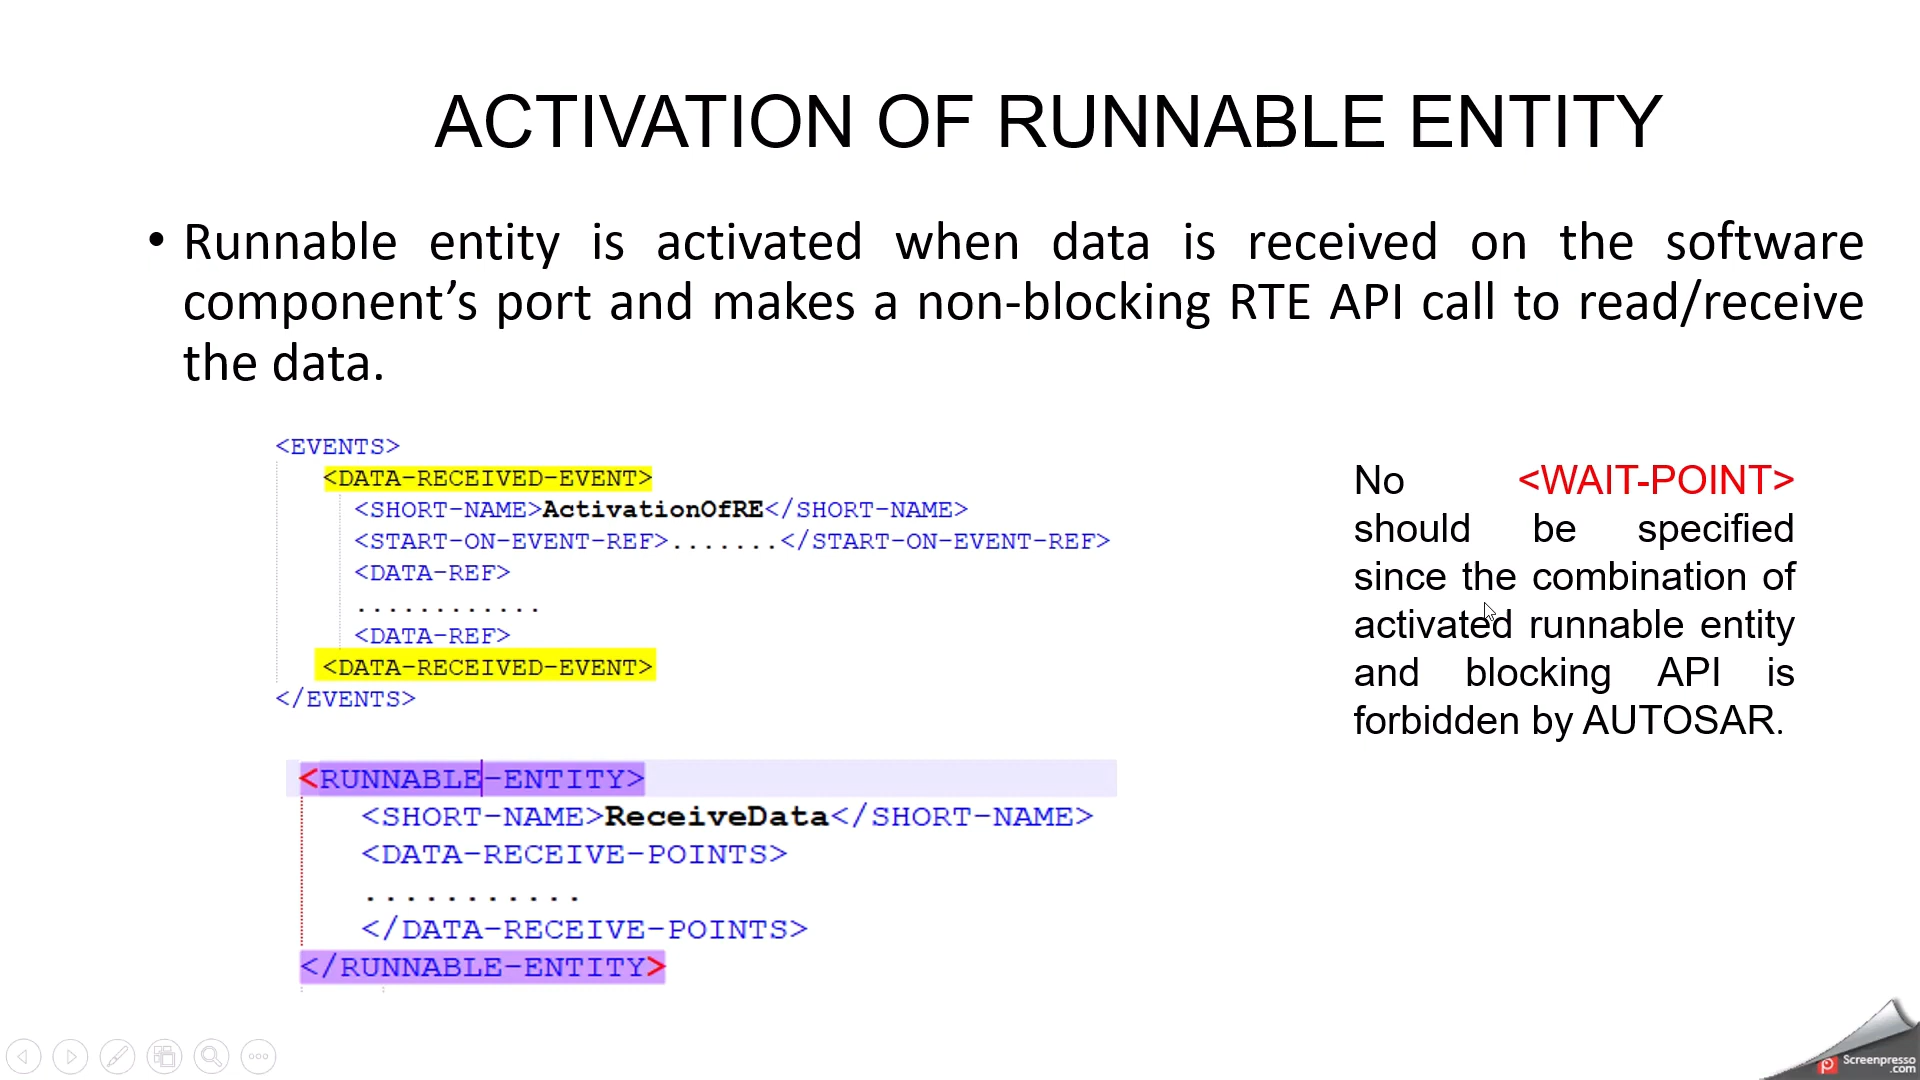 ACTIVATION OF RUNNABLE ENTITY
• Runnable entity is activated when data is received on the software
component’s port and makes a non-blocking RTE API call to read/receive
the data.
<EVENTS>
<DATA-RECEIVED-EVENT>
<SHORT-NAME>ActivationOfRE</SHORT-NAME>
<START-ON-EVENT-REF>.......</START-ON-EVENT-REF>
<DATA-REF>
............
<DATA-REF>
<DATA-RECEIVED-EVENT>
</EVENTS>
No <WAIT-POINT>
should be specified
since the combination of
activated runnable entity
and blocking API is
forbidden by AUTOSAR.
<RUNNABLE-ENTITY>
<SHORT-NAME>ReceiveData</SHORT-NAME>
<DATA-RECEIVE-POINTS>
...........
</DATA-RECEIVE-POINTS>
</RUNNABLE-ENTITY>
Screenpresso
.com